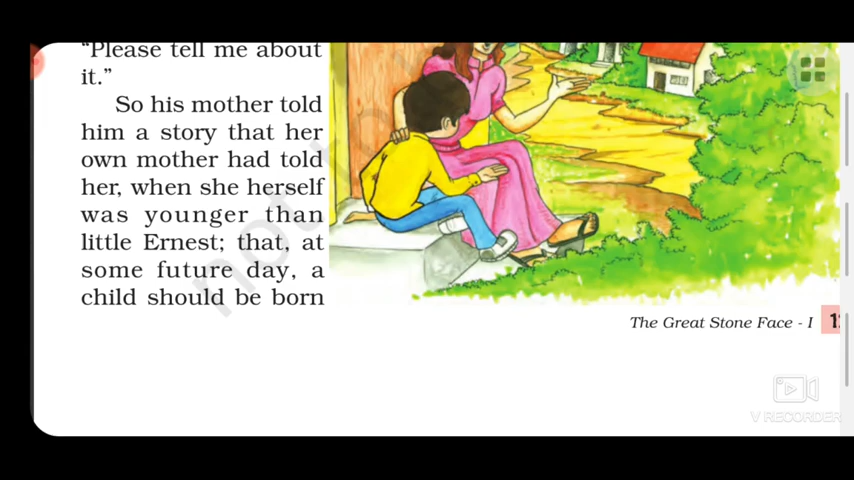 "Please tell me about
it."
So his mother told
him a story that her
own mother had told
her, when she herself
was younger than
little Ernest; that, at
some future day, a
child should be born
The Great Stone Face - I
V RECORDER